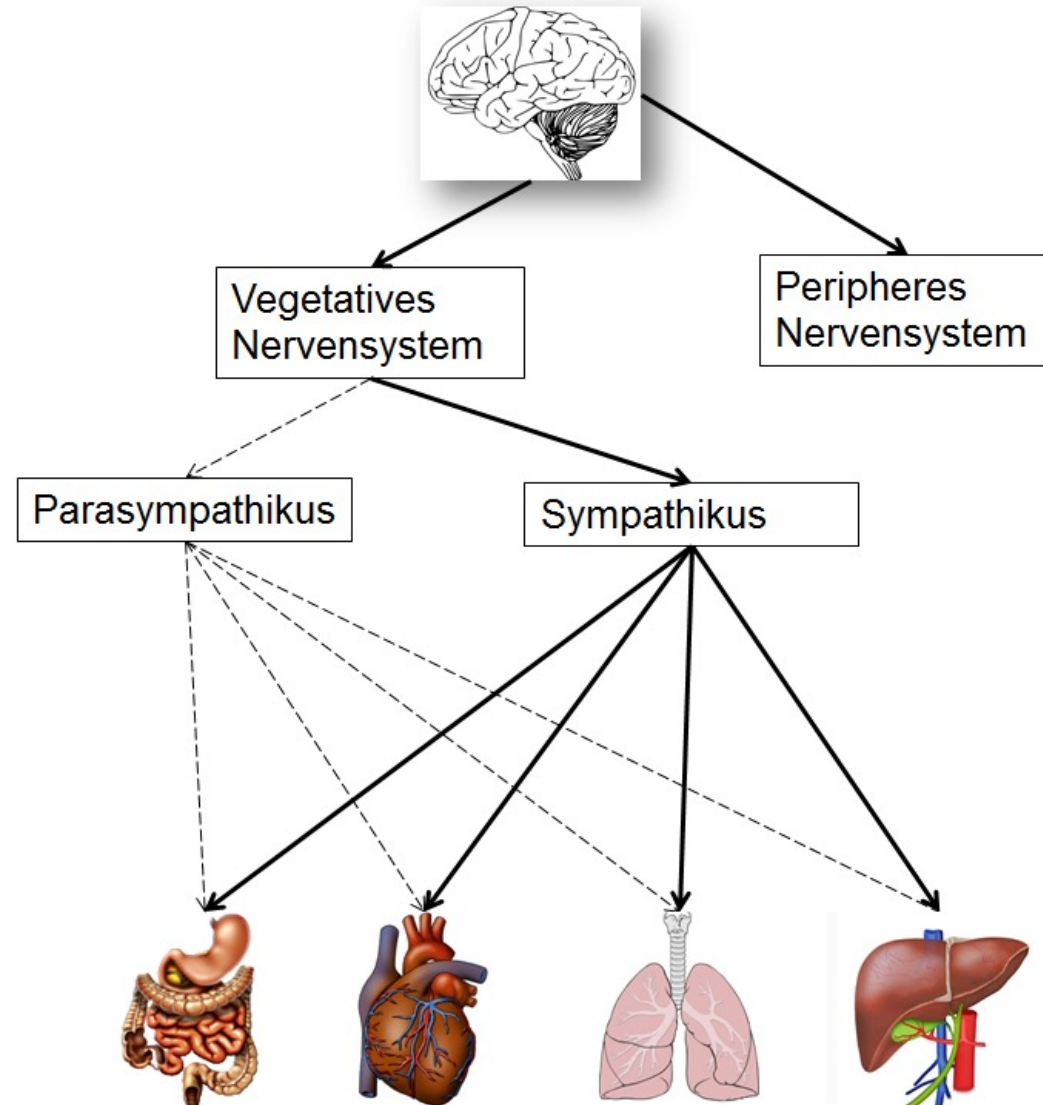 Vegetatives
Nervensystem
Peripheres
Nervensystem
Parasympathikus
Sympathikus